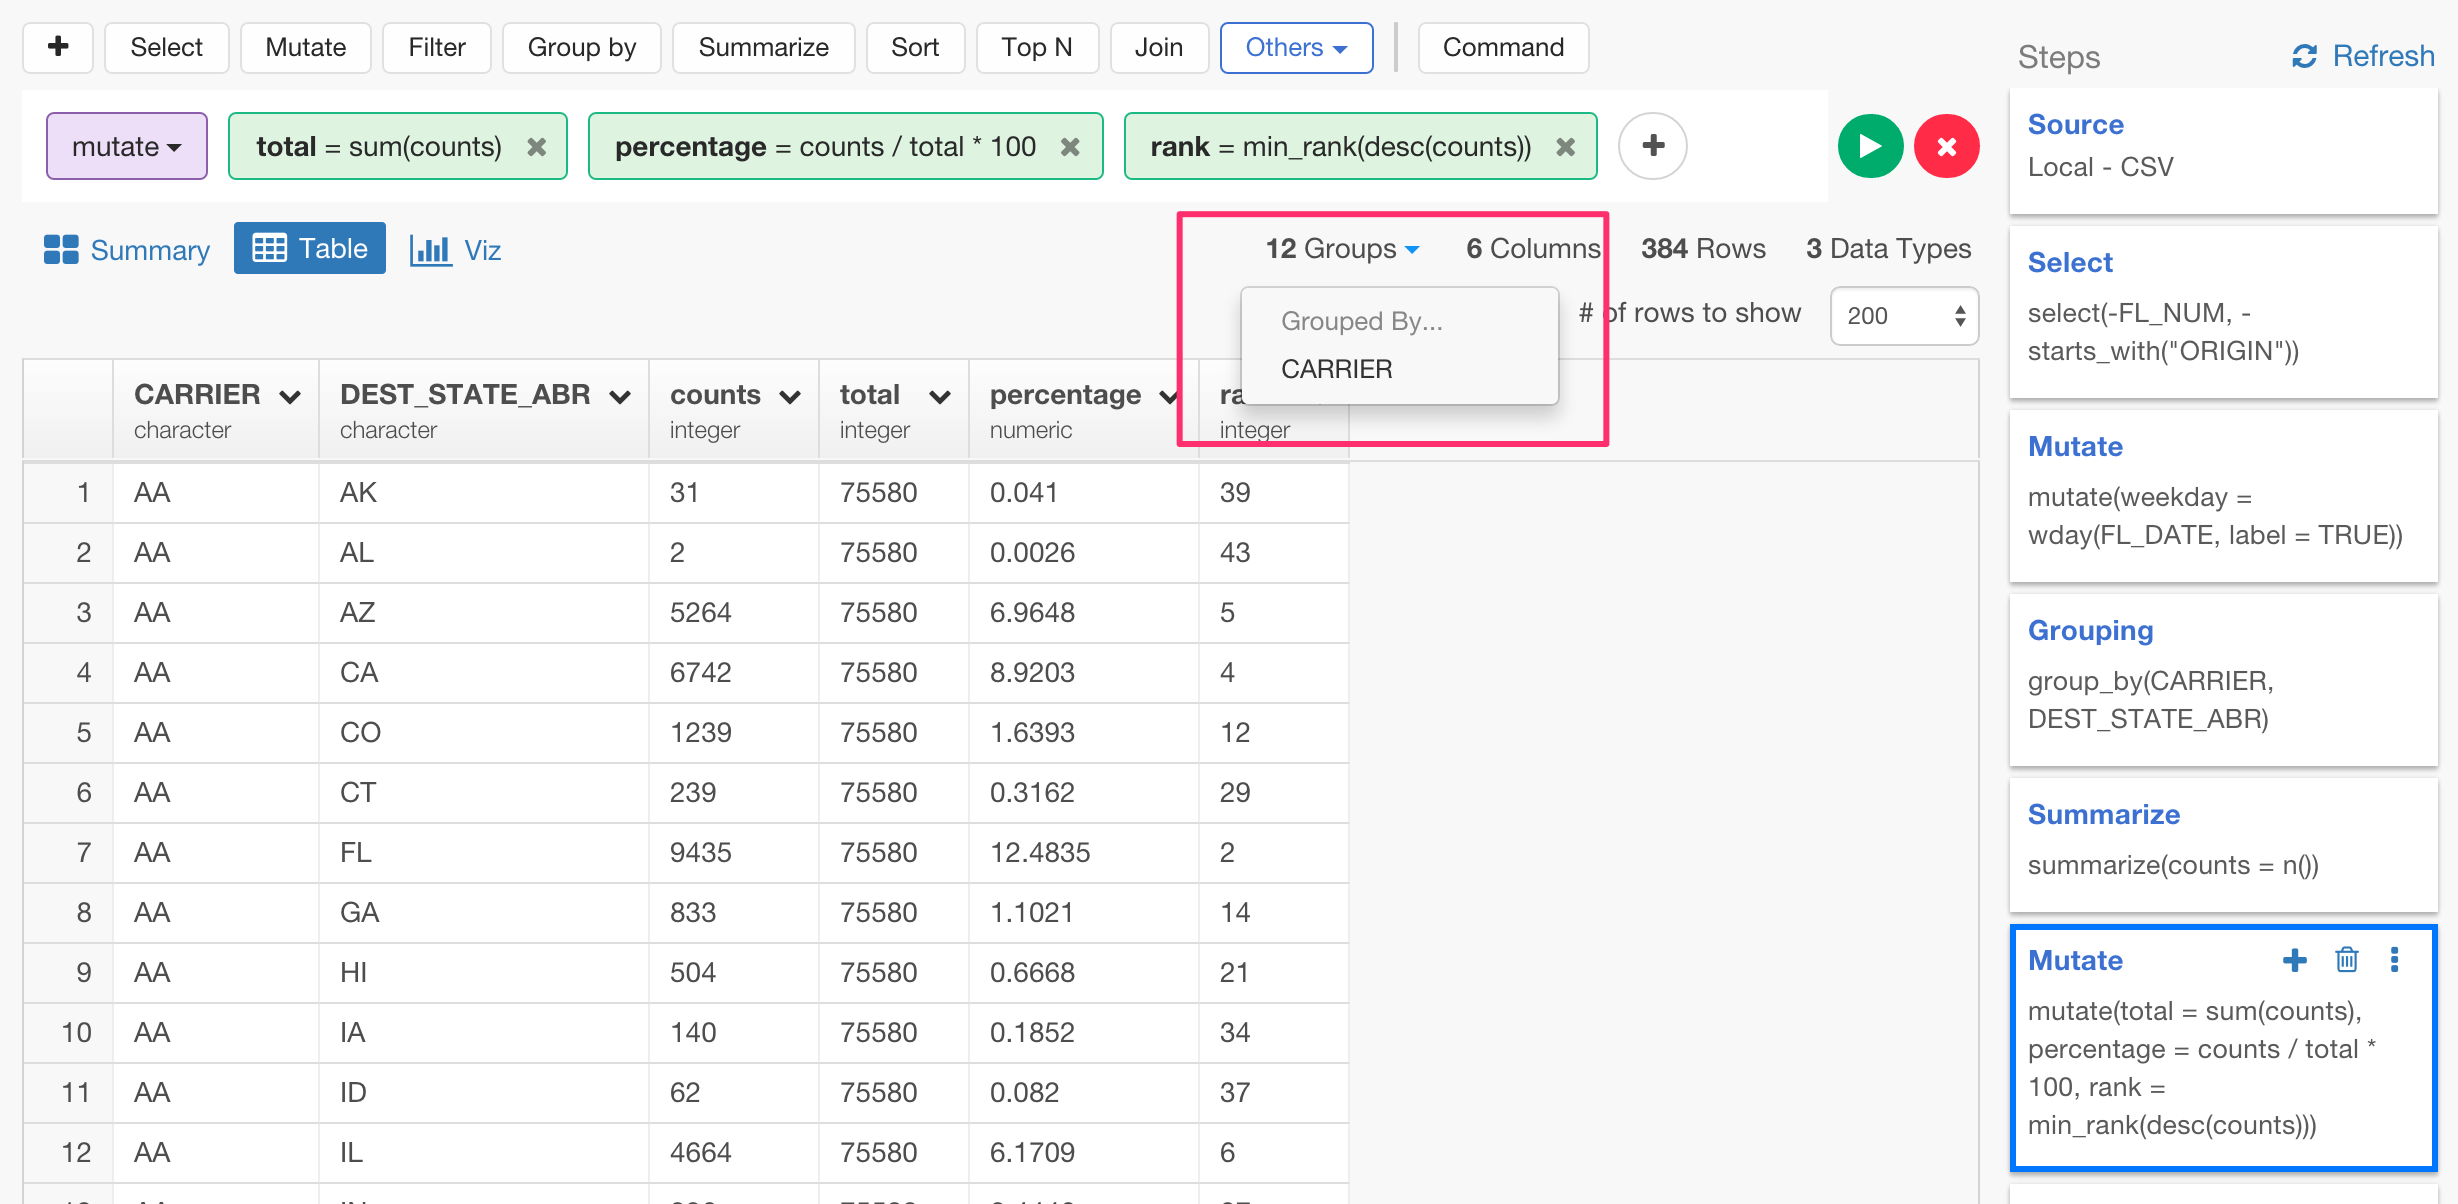 Select Mutate Filter Group by Summarize Sort Top N Join Others Command
mutate total = sum(counts) percentage = counts / total * 100 rank = min_rank(desc(counts))
Summary Table Viz 12 Groups 6 Columns 384 Rows 3 Data Types
Grouped By...
CARRIER
# of rows to show 200
CARRIER DEST_STATE_ABR counts total percentage
character character integer integer numeric integer
1 AA AK 31 75580 0.041 39
2 AA AL 2 75580 0.0026 43
3 AA AZ 5264 75580 6.9648 5
4 AA CA 6742 75580 8.9203 4
5 AA CO 1239 75580 1.6393 12
6 AA CT 239 75580 0.3162 29
7 AA FL 9435 75580 12.4835 2
8 AA GA 833 75580 1.1021 14
9 AA HI 504 75580 0.6668 21
10 AA IA 140 75580 0.1852 34
11 AA ID 62 75580 0.082 37
12 AA IL 4664 75580 6.1709 6
Steps Refresh
Source
Local - CSV
Select
select(-FL_NUM, -
starts_with("ORIGIN"))
Mutate
mutate(weekday =
wday(FL_DATE, label = TRUE))
Grouping
group_by(CARRIER,
DEST_STATE_ABR)
Summarize
summarize(counts = n())
Mutate
mutate(total = sum(counts),
percentage = counts / total *
100, rank =
min_rank(desc(counts)))